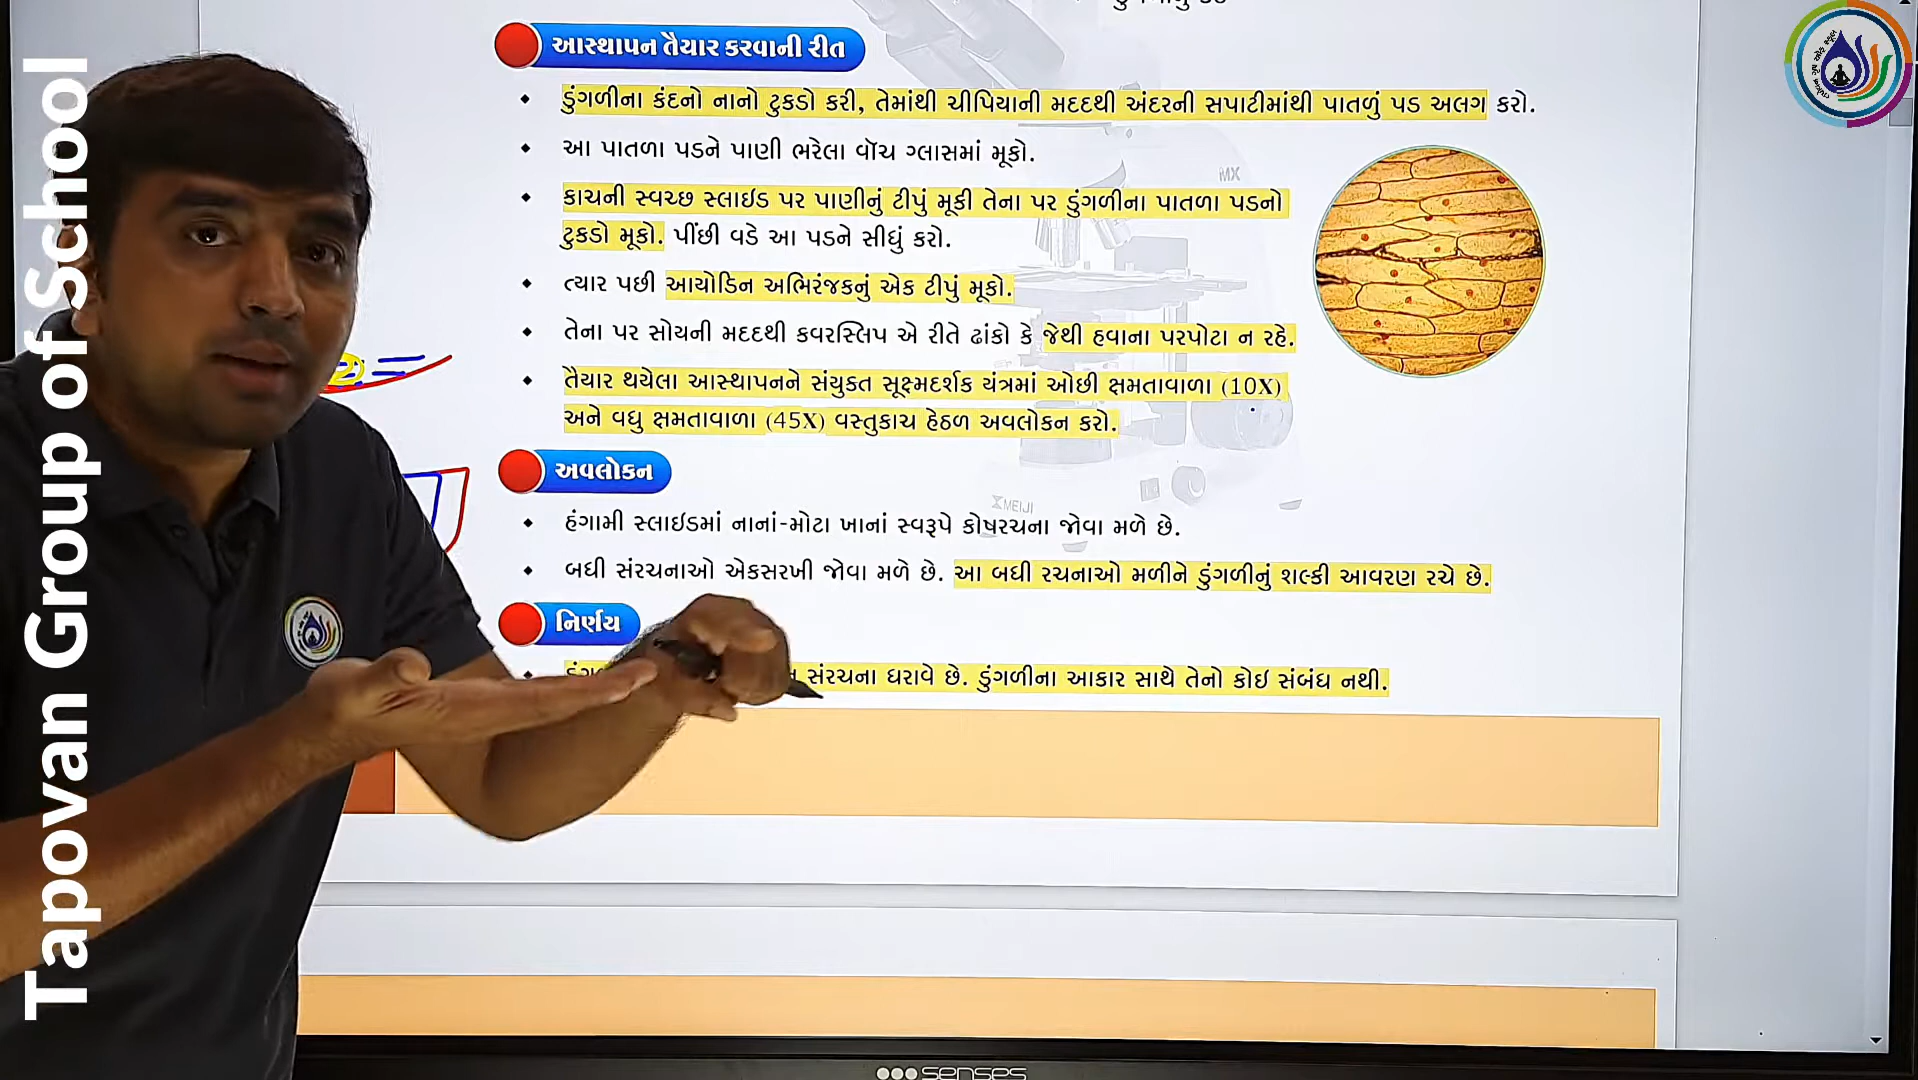 આસ્થાપન તૈયાર કરવાની રીત
• ડુંગળીના કંદનો નાનો ટુકડો કરી, તેમાંથી ચીપિયાની મદદથી અંદરની સપાટીમાંથી પાતળું પડ અલગ કરો.
• આ પાતળા પડને પાણી ભરેલા વૉચ ગ્લાસમાં મૂકો.
• કાચની સ્વચ્છ સ્લાઇડ પર પાણીનું ટીપું મૂકી તેના પર ડુંગળીના પાતળા પડનો
ટુકડો મૂકો. પીંછી વડે આ પડને સીધું કરો.
• ત્યાર પછી આયોડિન અભિરંજકનું એક ટીપું મૂકો.
• તેના પર સોયની મદદથી કવરસ્લિપ એ રીતે ઢાંકો કે જેથી હવાના પરપોટા ન રહે.
• તૈયાર થયેલા આસ્થાપનને સંયુક્ત સૂક્ષ્મદર્શક યંત્રમાં ઓછી ક્ષમતાવાળા (10X)
અને વધુ ક્ષમતાવાળા (45X) વસ્તુકાચ હેઠળ અવલોકન કરો.
અવલોકન
• હંગામી સ્લાઇડમાં નાનાં-મોટા ખાનાં સ્વરૂપે કોષરચના જોવા મળે છે.
• બધી સંરચનાઓ એકસરખી જોવા મળે છે. આ બધી રચનાઓ મળીને ડુંગળીનું શલ્કી આવરણ રચે છે.
નિર્ણય
• સંરચના ધરાવે છે. ડુંગળીના આકાર સાથે તેનો કોઇ સંબંધ નથી.
MX
MEIJI
Tapovan Group of School
senses